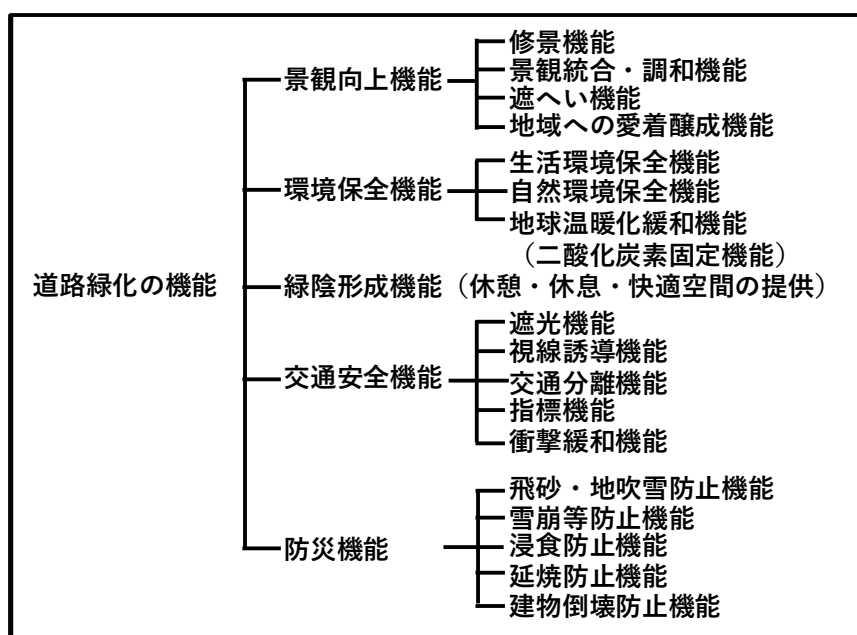 道路緑化の機能
景観向上機能
修景機能
景観統合・調和機能
遮へい機能
地域への愛着醸成機能
環境保全機能
生活環境保全機能
自然環境保全機能
地球温暖化緩和機能
（二酸化炭素固定機能）
緑陰形成機能（休憩・休息・快適空間の提供）
交通安全機能
遮光機能
視線誘導機能
交通分離機能
指標機能
衝撃緩和機能
防災機能
飛砂・地吹雪防止機能
雪崩等防止機能
浸食防止機能
延焼防止機能
建物倒壊防止機能